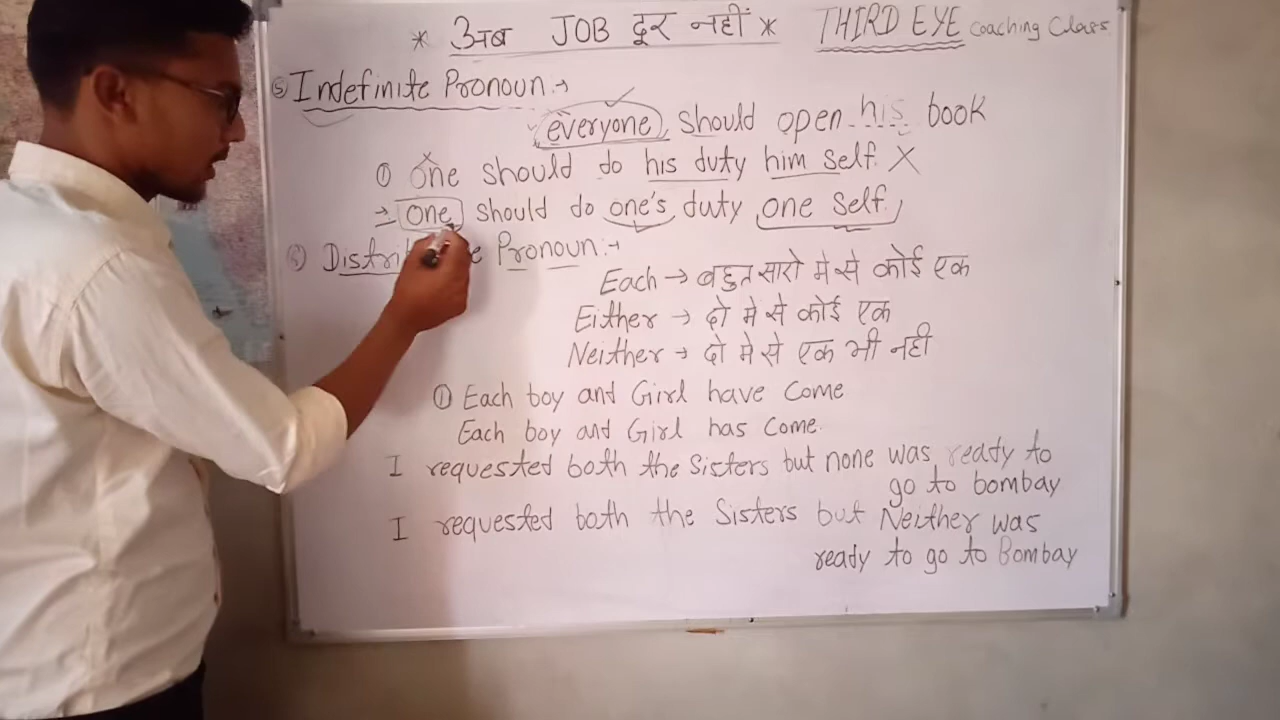 * अब JOB दूर नहीं * THIRD EYE Coaching Class
⑤ Indefinite Pronoun :→
everyone, should open his book
① One should do his duty him self. X
→ one should do one's duty one self.
Pronoun :→
Each → बहुत सारो मे से कोई एक
Either → दो मे से कोई एक
Neither → दो मे से एक भी नही
① Each boy and Girl have Come
Each boy and Girl has Come.
I requested both the Sisters but none was ready to
go to bombay
I requested both the Sisters but Neither was
ready to go to Bombay